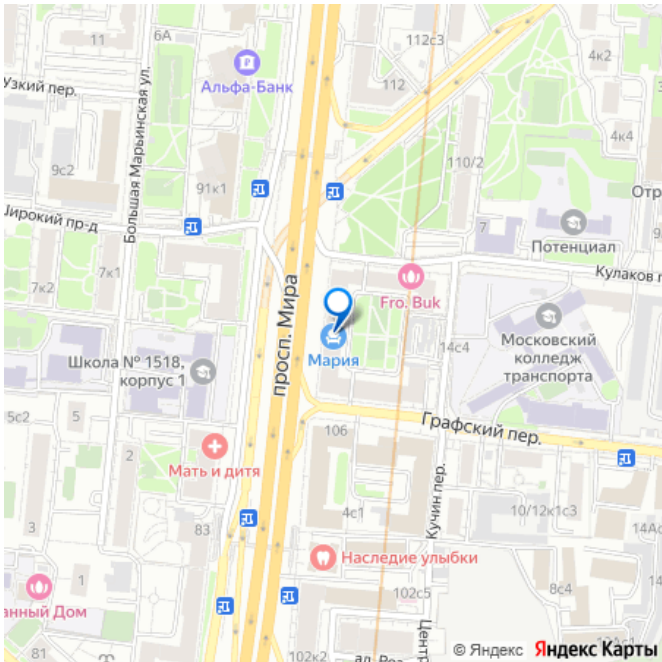 11
6А
112с3
4к2
Альфа-Банк
112
Узкий пер.
Большая Марьинская ул.
4к4
9с2
110/2
91к1
Отр
Широкий пр-д
7
Потенциал
7к1
Кулаков п
7к2
Fro. Buk
просп. Мира
Мария
14с4
Московский
колледж
транспорта
Школа № 1518,
корпус 1
5с2
5
Графский пер.
106
2
Мать и дитя
Кучин пер.
4с1
10/12к1с3
14Ас
83
3
Наследие улыбки
8с4
анный Дом
102с5
Центр
102к2
© Яндекс Яндекс Карты